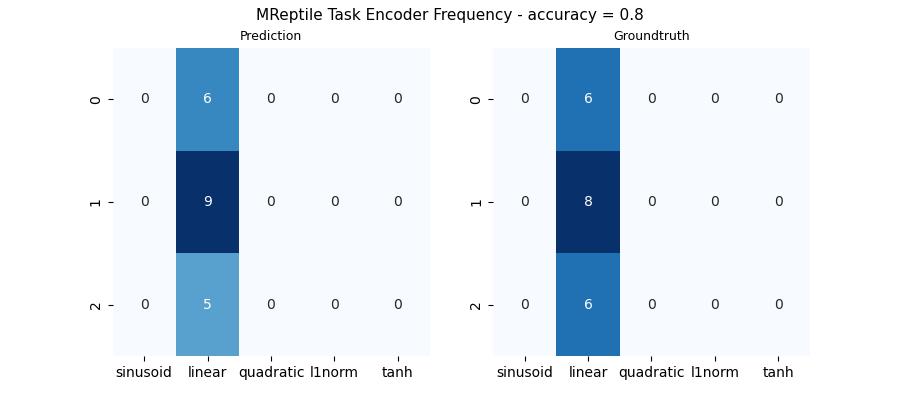 MReptile Task Encoder Frequency - accuracy = 0.8
Prediction
0 0 6 0 0 0
1 0 9 0 0 0
2 0 5 0 0 0
sinusoid linear quadratic l1norm tanh
Groundtruth
0 0 6 0 0 0
1 0 8 0 0 0
2 0 6 0 0 0
sinusoid linear quadratic l1norm tanh